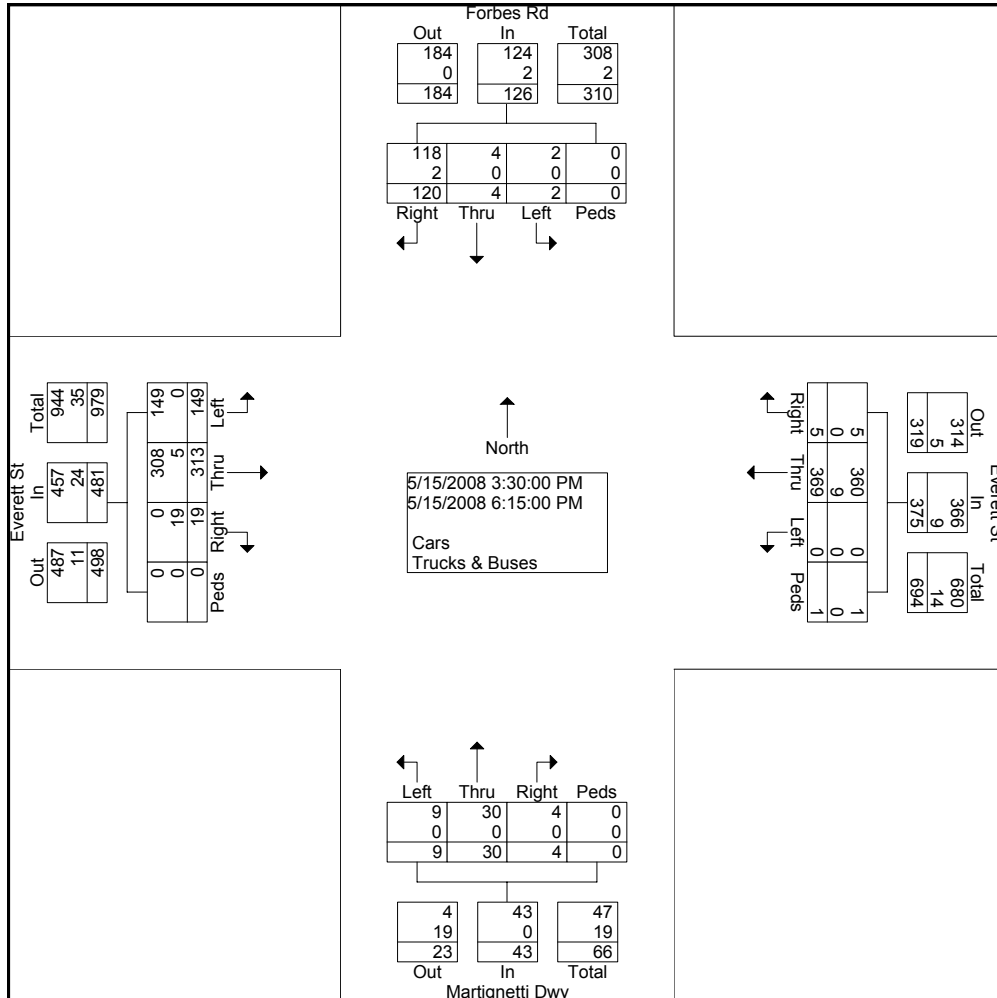 Forbes Rd
Out In Total
184 124 308
0 2 2
184 126 310
118 4 2 0
2 0 0 0
120 4 2 0
Right Thru Left Peds
Everett St
Total In Out
944 457 487
35 24 11
979 481 498
149 308 0 0
0 5 19 0
149 313 19 0
Left Thru Right Peds
North
5/15/2008 3:30:00 PM
5/15/2008 6:15:00 PM
Cars
Trucks & Buses
Right Thru Left Peds
5 369 0 1
0 9 0 0
5 360 0 1
319 375 694
5 9 14
314 366 680
Out In Total
Everett St
Left Thru Right Peds
9 30 4 0
0 0 0 0
9 30 4 0
4 43 47
19 0 19
23 43 66
Out In Total
Martignetti Dwy